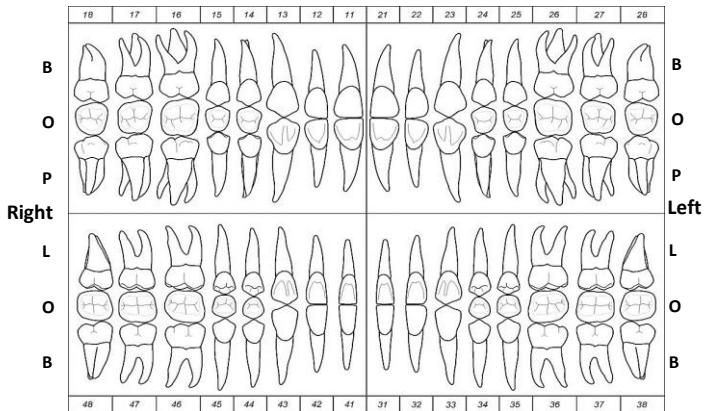 18 17 16 15 14 13 12 11 21 22 23 24 25 26 27 28
B B
O O
P P
Right Left
L L
O O
B B
48 47 46 45 44 43 42 41 31 32 33 34 35 36 37 38